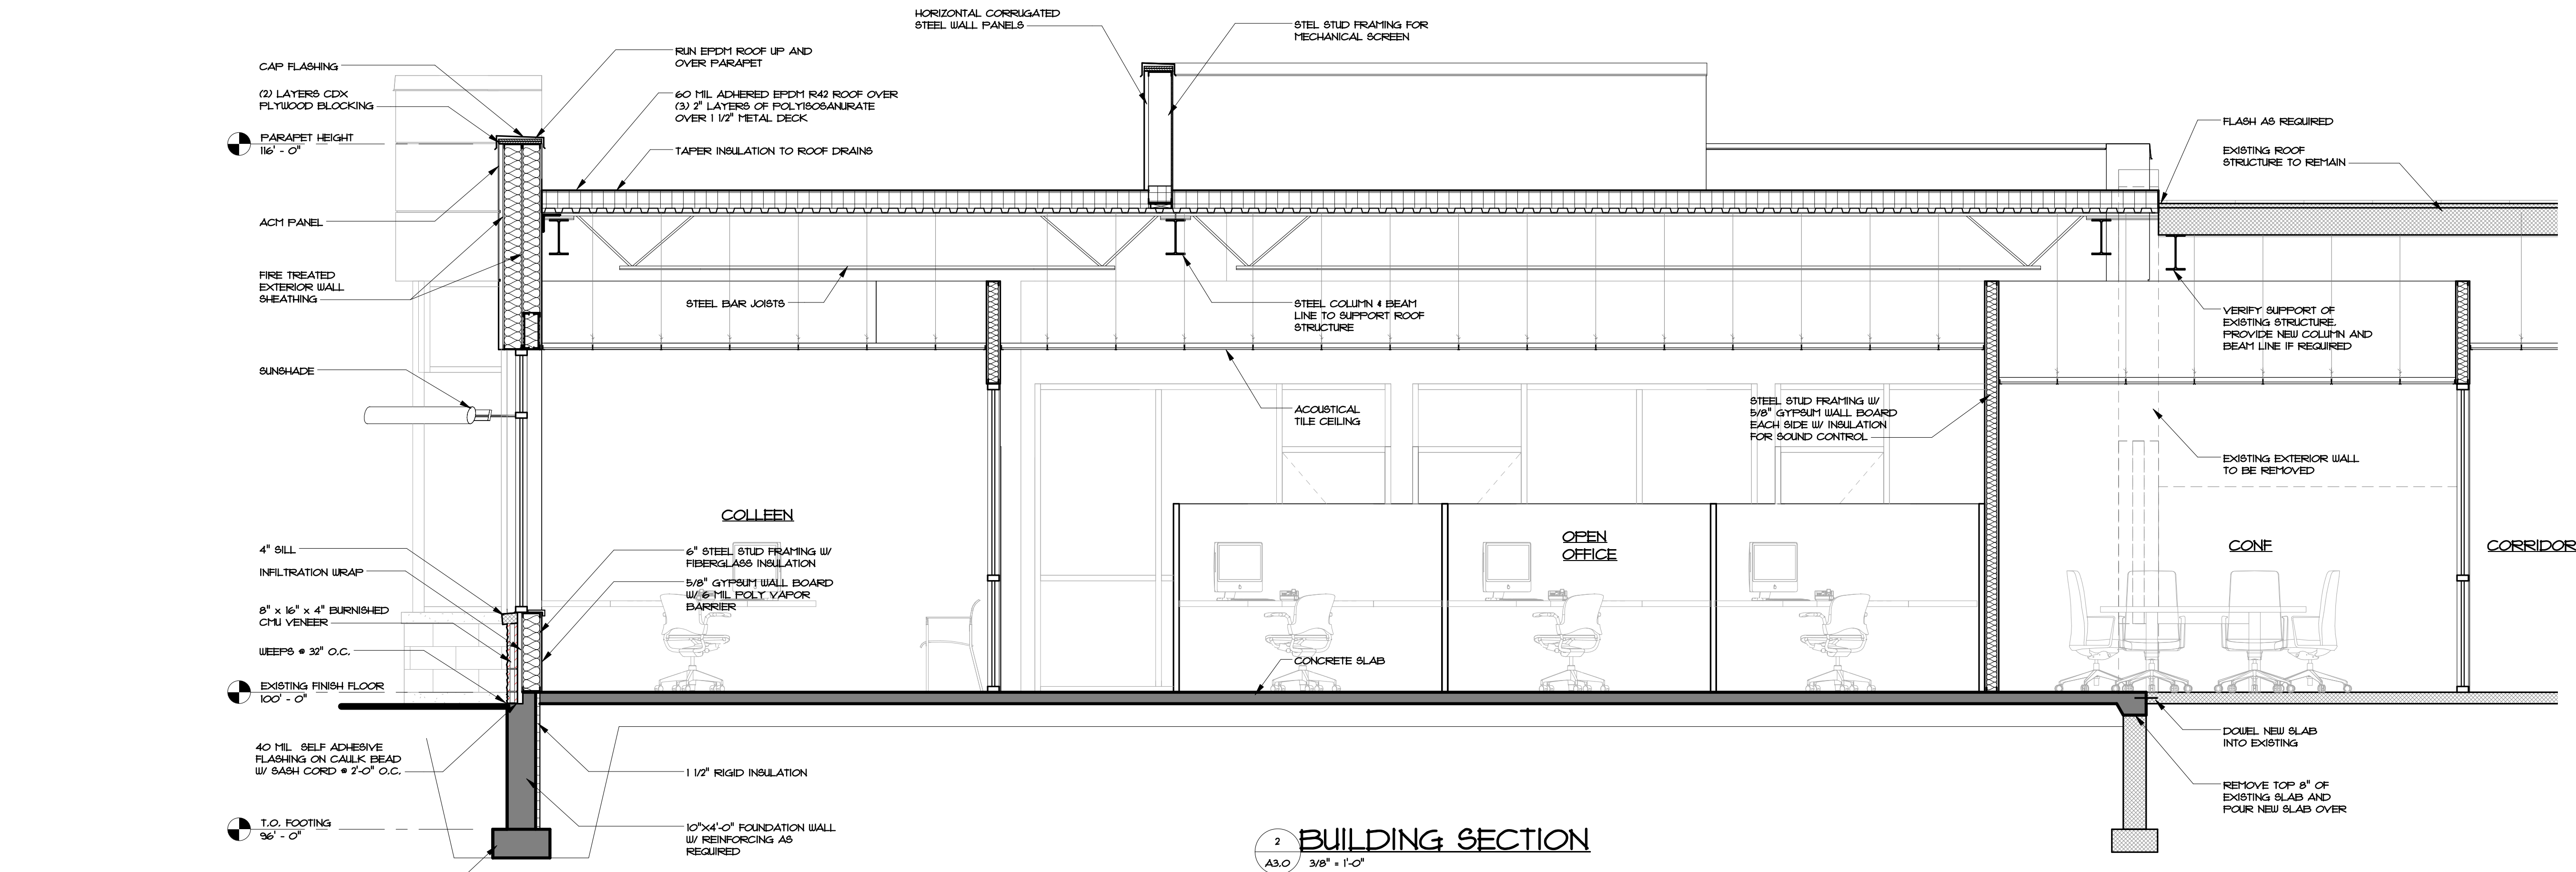 HORIZONTAL CORRUGATED
STEEL WALL PANELS
STEL STUD FRAMING FOR
MECHANICAL SCREEN
CAP FLASHING
RUN EPDM ROOF UP AND
OVER PARAPET
(2) LAYERS CDX
PLYWOOD BLOCKING
60 MIL ADHERED EPDM R42 ROOF OVER
(3) 2" LAYERS OF POLYISOSANURATE
OVER 1 1/2" METAL DECK
PARAPET HEIGHT
116' - 0"
TAPER INSULATION TO ROOF DRAINS
FLASH AS REQUIRED
EXISTING ROOF
STRUCTURE TO REMAIN
ACM PANEL
FIRE TREATED
EXTERIOR WALL
SHEATHING
STEEL BAR JOISTS
STEEL COLUMN & BEAM
LINE TO SUPPORT ROOF
STRUCTURE
VERIFY SUPPORT OF
EXISTING STRUCTURE.
PROVIDE NEW COLUMN AND
BEAM LINE IF REQUIRED
SUNSHADE
ACOUSTICAL
TILE CEILING
STEEL STUD FRAMING W/
5/8" GYPSUM WALL BOARD
EACH SIDE W/ INSULATION
FOR SOUND CONTROL
EXISTING EXTERIOR WALL
TO BE REMOVED
COLLEEN
OPEN
OFFICE
CONF
CORRIDOR
4" SILL
INFILTRATION WRAP
8" x 16" x 4" BURNISHED
CMU VENEER
WEEPS @ 32" O.C.
6" STEEL STUD FRAMING W/
FIBERGLASS INSULATION
5/8" GYPSUM WALL BOARD
W/ 6 MIL POLY VAPOR
BARRIER
CONCRETE SLAB
EXISTING FINISH FLOOR
100' - 0"
40 MIL SELF ADHESIVE
FLASHING ON CAULK BEAD
W/ SASH CORD @ 2'-0" O.C.
1 1/2" RIGID INSULATION
DOWEL NEW SLAB
INTO EXISTING
REMOVE TOP 8" OF
EXISTING SLAB AND
POUR NEW SLAB OVER
T.O. FOOTING
96' - 0"
10"X4'-0" FOUNDATION WALL
W/ REINFORCING AS
REQUIRED
2
A3.0
BUILDING SECTION
3/8" = 1'-0"